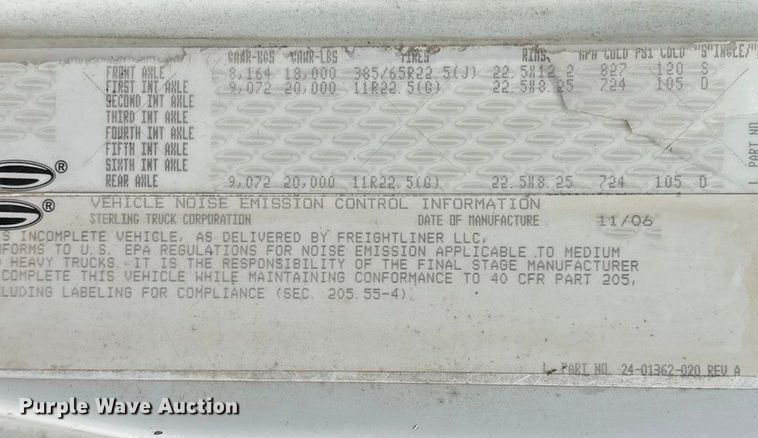 GAWR-KGS GAWR-LBS TIRES RIMS KPA COLD PSI COLD "S"INGLE/"
FRONT AXLE 8,164 18,000 385/65R22.5(J) 22.5X12.2 827 120 S
FIRST INT AXLE 9,072 20,000 11R22.5(G) 22.5X8.25 724 105 D
SECOND INT AXLE
THIRD INT AXLE
FOURTH INT AXLE
FIFTH INT AXLE
SIXTH INT AXLE
REAR AXLE 9,072 20,000 11R22.5(G) 22.5X8.25 724 105 D
L PART NO.
®
®
VEHICLE NOISE EMISSION CONTROL INFORMATION
STERLING TRUCK CORPORATION DATE OF MANUFACTURE 11/06
S INCOMPLETE VEHICLE, AS DELIVERED BY FREIGHTLINER LLC,
NFORMS TO U.S. EPA REGULATIONS FOR NOISE EMISSION APPLICABLE TO MEDIUM
D HEAVY TRUCKS. IT IS THE RESPONSIBILITY OF THE FINAL STAGE MANUFACTURER
COMPLETE THIS VEHICLE WHILE MAINTAINING CONFORMANCE TO 40 CFR PART 205,
CLUDING LABELING FOR COMPLIANCE (SEC. 205.55-4).
L PART NO. 24-01362-020 REV A
Purple Wave Auction